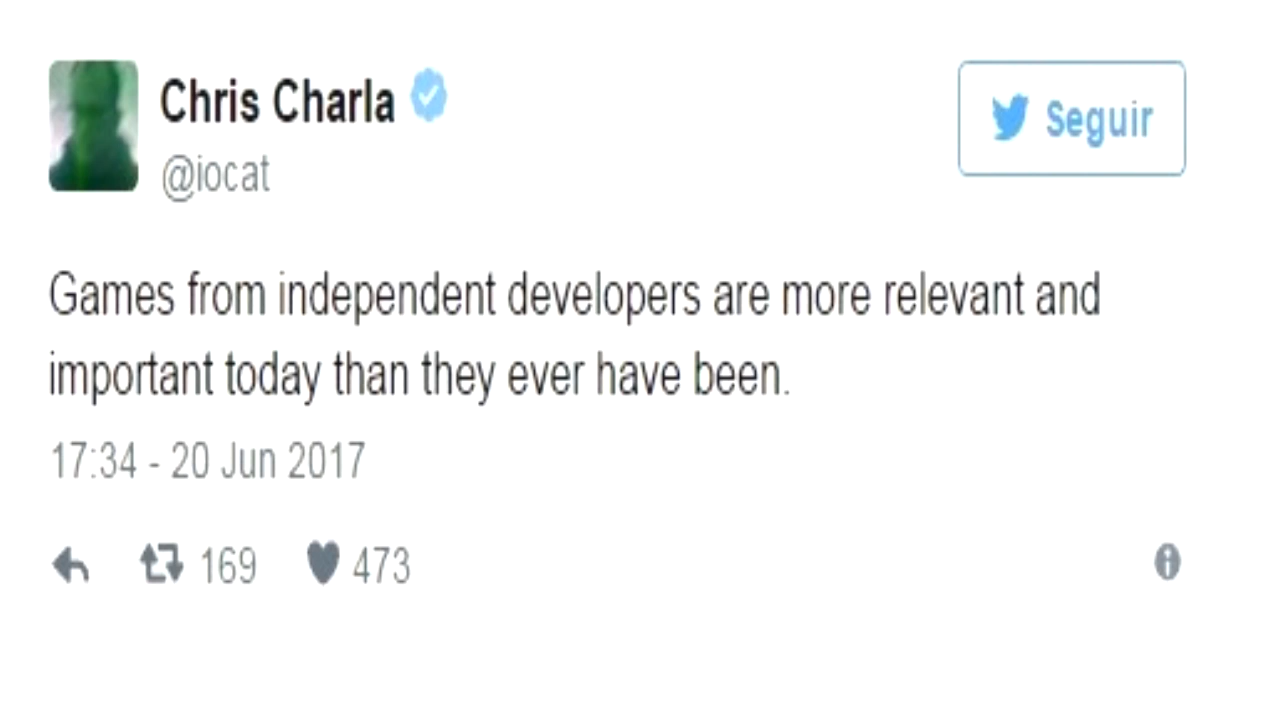 Chris Charla
@iocat
Seguir
Games from independent developers are more relevant and
important today than they ever have been.
17:34 - 20 Jun 2017
169 473